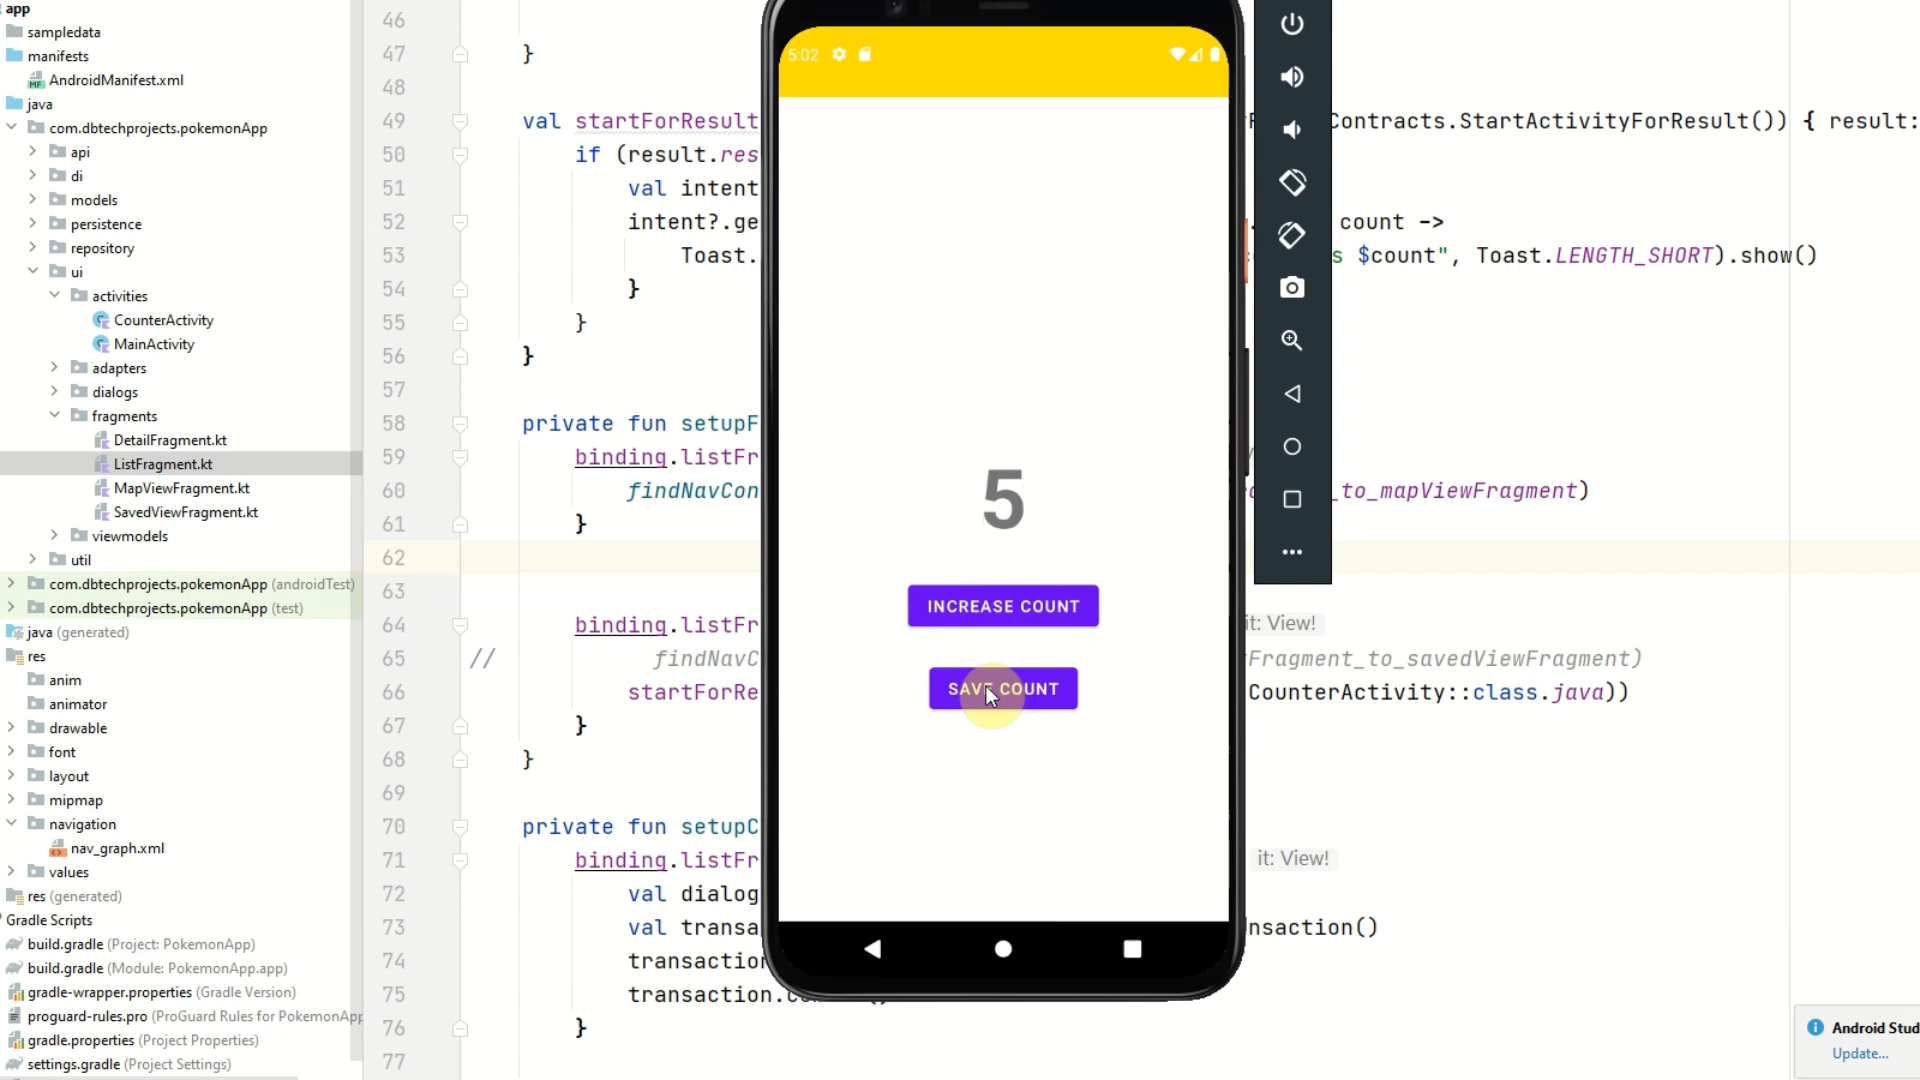 app
sampledata
manifests
AndroidManifest.xml
java
com.dbtechprojects.pokemonApp
api
di
models
persistence
repository
ui
activities
CounterActivity
MainActivity
adapters
dialogs
fragments
DetailFragment.kt
ListFragment.kt
MapViewFragment.kt
SavedViewFragment.kt
viewmodels
util
com.dbtechprojects.pokemonApp (androidTest)
com.dbtechprojects.pokemonApp (test)
java (generated)
res
anim
animator
drawable
font
layout
mipmap
navigation
nav_graph.xml
values
res (generated)
Gradle Scripts
build.gradle (Project: PokemonApp)
build.gradle (Module: PokemonApp.app)
gradle-wrapper.properties (Gradle Version)
proguard-rules.pro (ProGuard Rules for PokemonApp
gradle.properties (Project Properties)
settings.gradle (Project Settings)
46
47 }
48
49 val startForResult Contracts.StartActivityForResult()) { result:
50 if (result.res
51 val intent
52 intent?.ge count ->
53 Toast. s $count", Toast.LENGTH_SHORT).show()
54 }
55 }
56 }
57
58 private fun setupF
59 binding.listFr
60 findNavCon _to_mapViewFragment)
61 }
62
63
64 binding.listFr it: View!
65 // findNavC Fragment_to_savedViewFragment)
66 startForRe CounterActivity::class.java))
67 }
68 }
69
70 private fun setupC
71 binding.listFr it: View!
72 val dialog
73 val transa nsaction()
74 transaction
75 transaction.
76 }
77
5:02
5
INCREASE COUNT
SAVE COUNT
MF
Android Stud
Update...